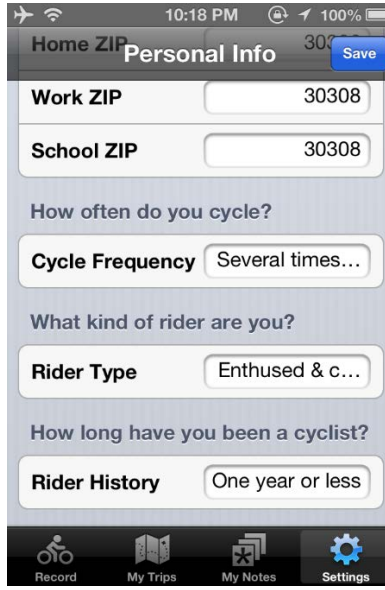 10:18 PM 100%
Home ZIP
Personal Info
Save
Work ZIP 30308
School ZIP 30308
How often do you cycle?
Cycle Frequency Several times...
What kind of rider are you?
Rider Type Enthused & c...
How long have you been a cyclist?
Rider History One year or less
Record My Trips My Notes Settings